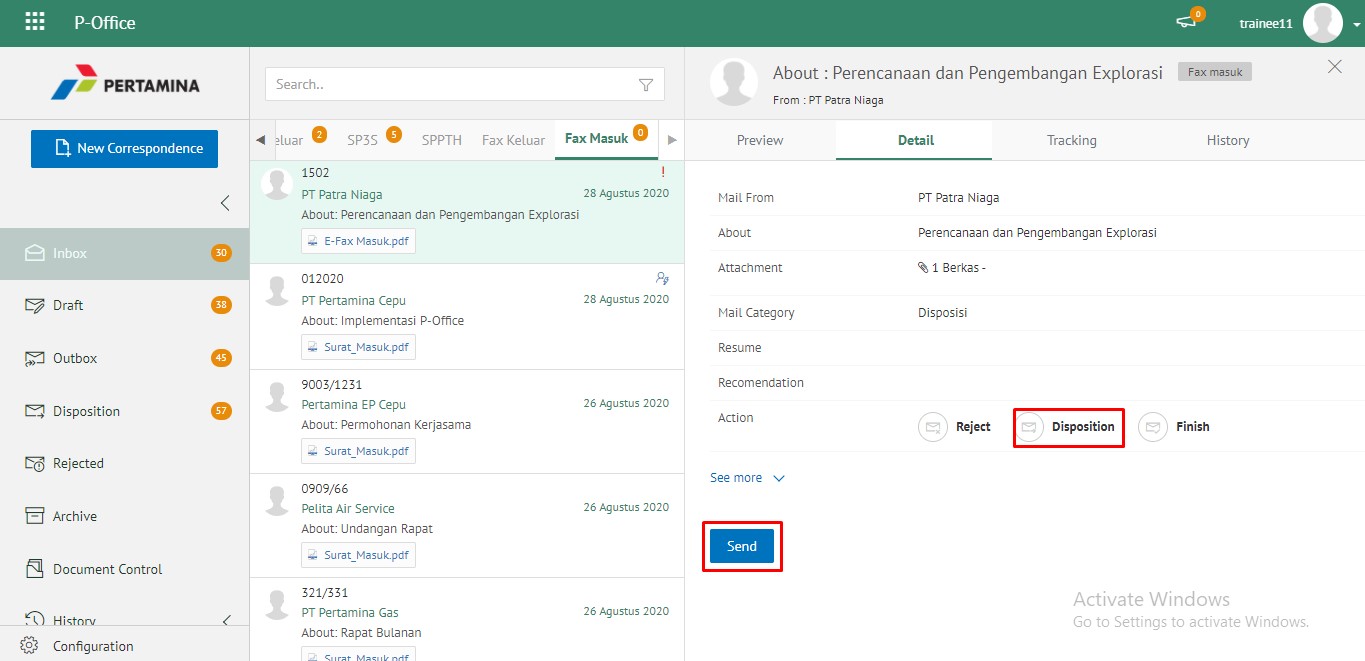 P-Office
0
trainee11
PERTAMINA
New Correspondence
Inbox 30
Draft 38
Outbox 45
Disposition 57
Rejected
Archive
Document Control
History
Configuration
Search..
eluar 2
SP3S 5
SPPTH
Fax Keluar
Fax Masuk 0
1502 !
PT Patra Niaga 28 Agustus 2020
About: Perencanaan dan Pengembangan Explorasi
E-Fax Masuk.pdf
012020
PT Pertamina Cepu 28 Agustus 2020
About: Implementasi P-Office
Surat_Masuk.pdf
9003/1231
Pertamina EP Cepu 26 Agustus 2020
About: Permohonan Kerjasama
Surat_Masuk.pdf
0909/66
Pelita Air Service 26 Agustus 2020
About: Undangan Rapat
Surat_Masuk.pdf
321/331
PT Pertamina Gas 26 Agustus 2020
About: Rapat Bulanan
Surat_Masuk.pdf
About : Perencanaan dan Pengembangan Explorasi Fax masuk
From : PT Patra Niaga
Preview Detail Tracking History
Mail From PT Patra Niaga
About Perencanaan dan Pengembangan Explorasi
Attachment 1 Berkas -
Mail Category Disposisi
Resume
Recomendation
Action Reject Disposition Finish
See more
Send
Activate Windows
Go to Settings to activate Windows.